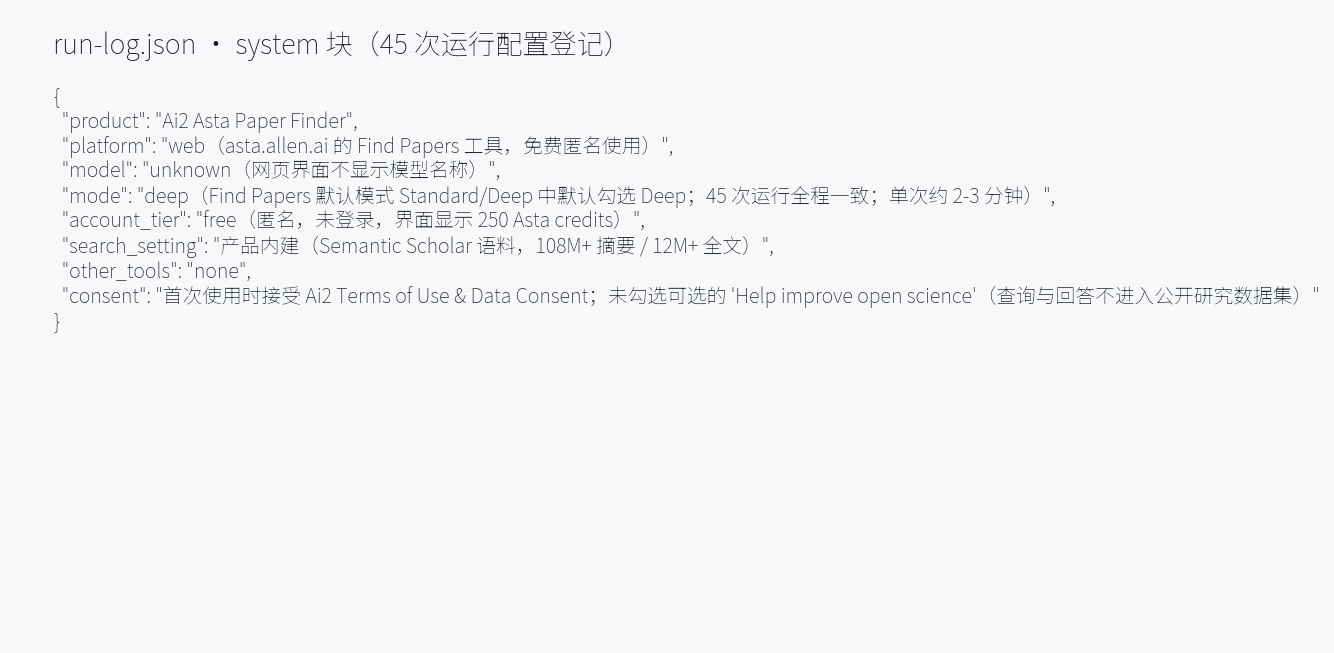 run-log.json · system 块（45 次运行配置登记）
{
"product": "Ai2 Asta Paper Finder",
"platform": "web（asta.allen.ai 的 Find Papers 工具，免费匿名使用）",
"model": "unknown（网页界面不显示模型名称）",
"mode": "deep（Find Papers 默认模式 Standard/Deep 中默认勾选 Deep；45 次运行全程一致；单次约 2-3 分钟）",
"account_tier": "free（匿名，未登录，界面显示 250 Asta credits）",
"search_setting": "产品内建（Semantic Scholar 语料，108M+ 摘要 / 12M+ 全文）",
"other_tools": "none",
"consent": "首次使用时接受 Ai2 Terms of Use & Data Consent；未勾选可选的 'Help improve open science'（查询与回答不进入公开研究数据集）"
}